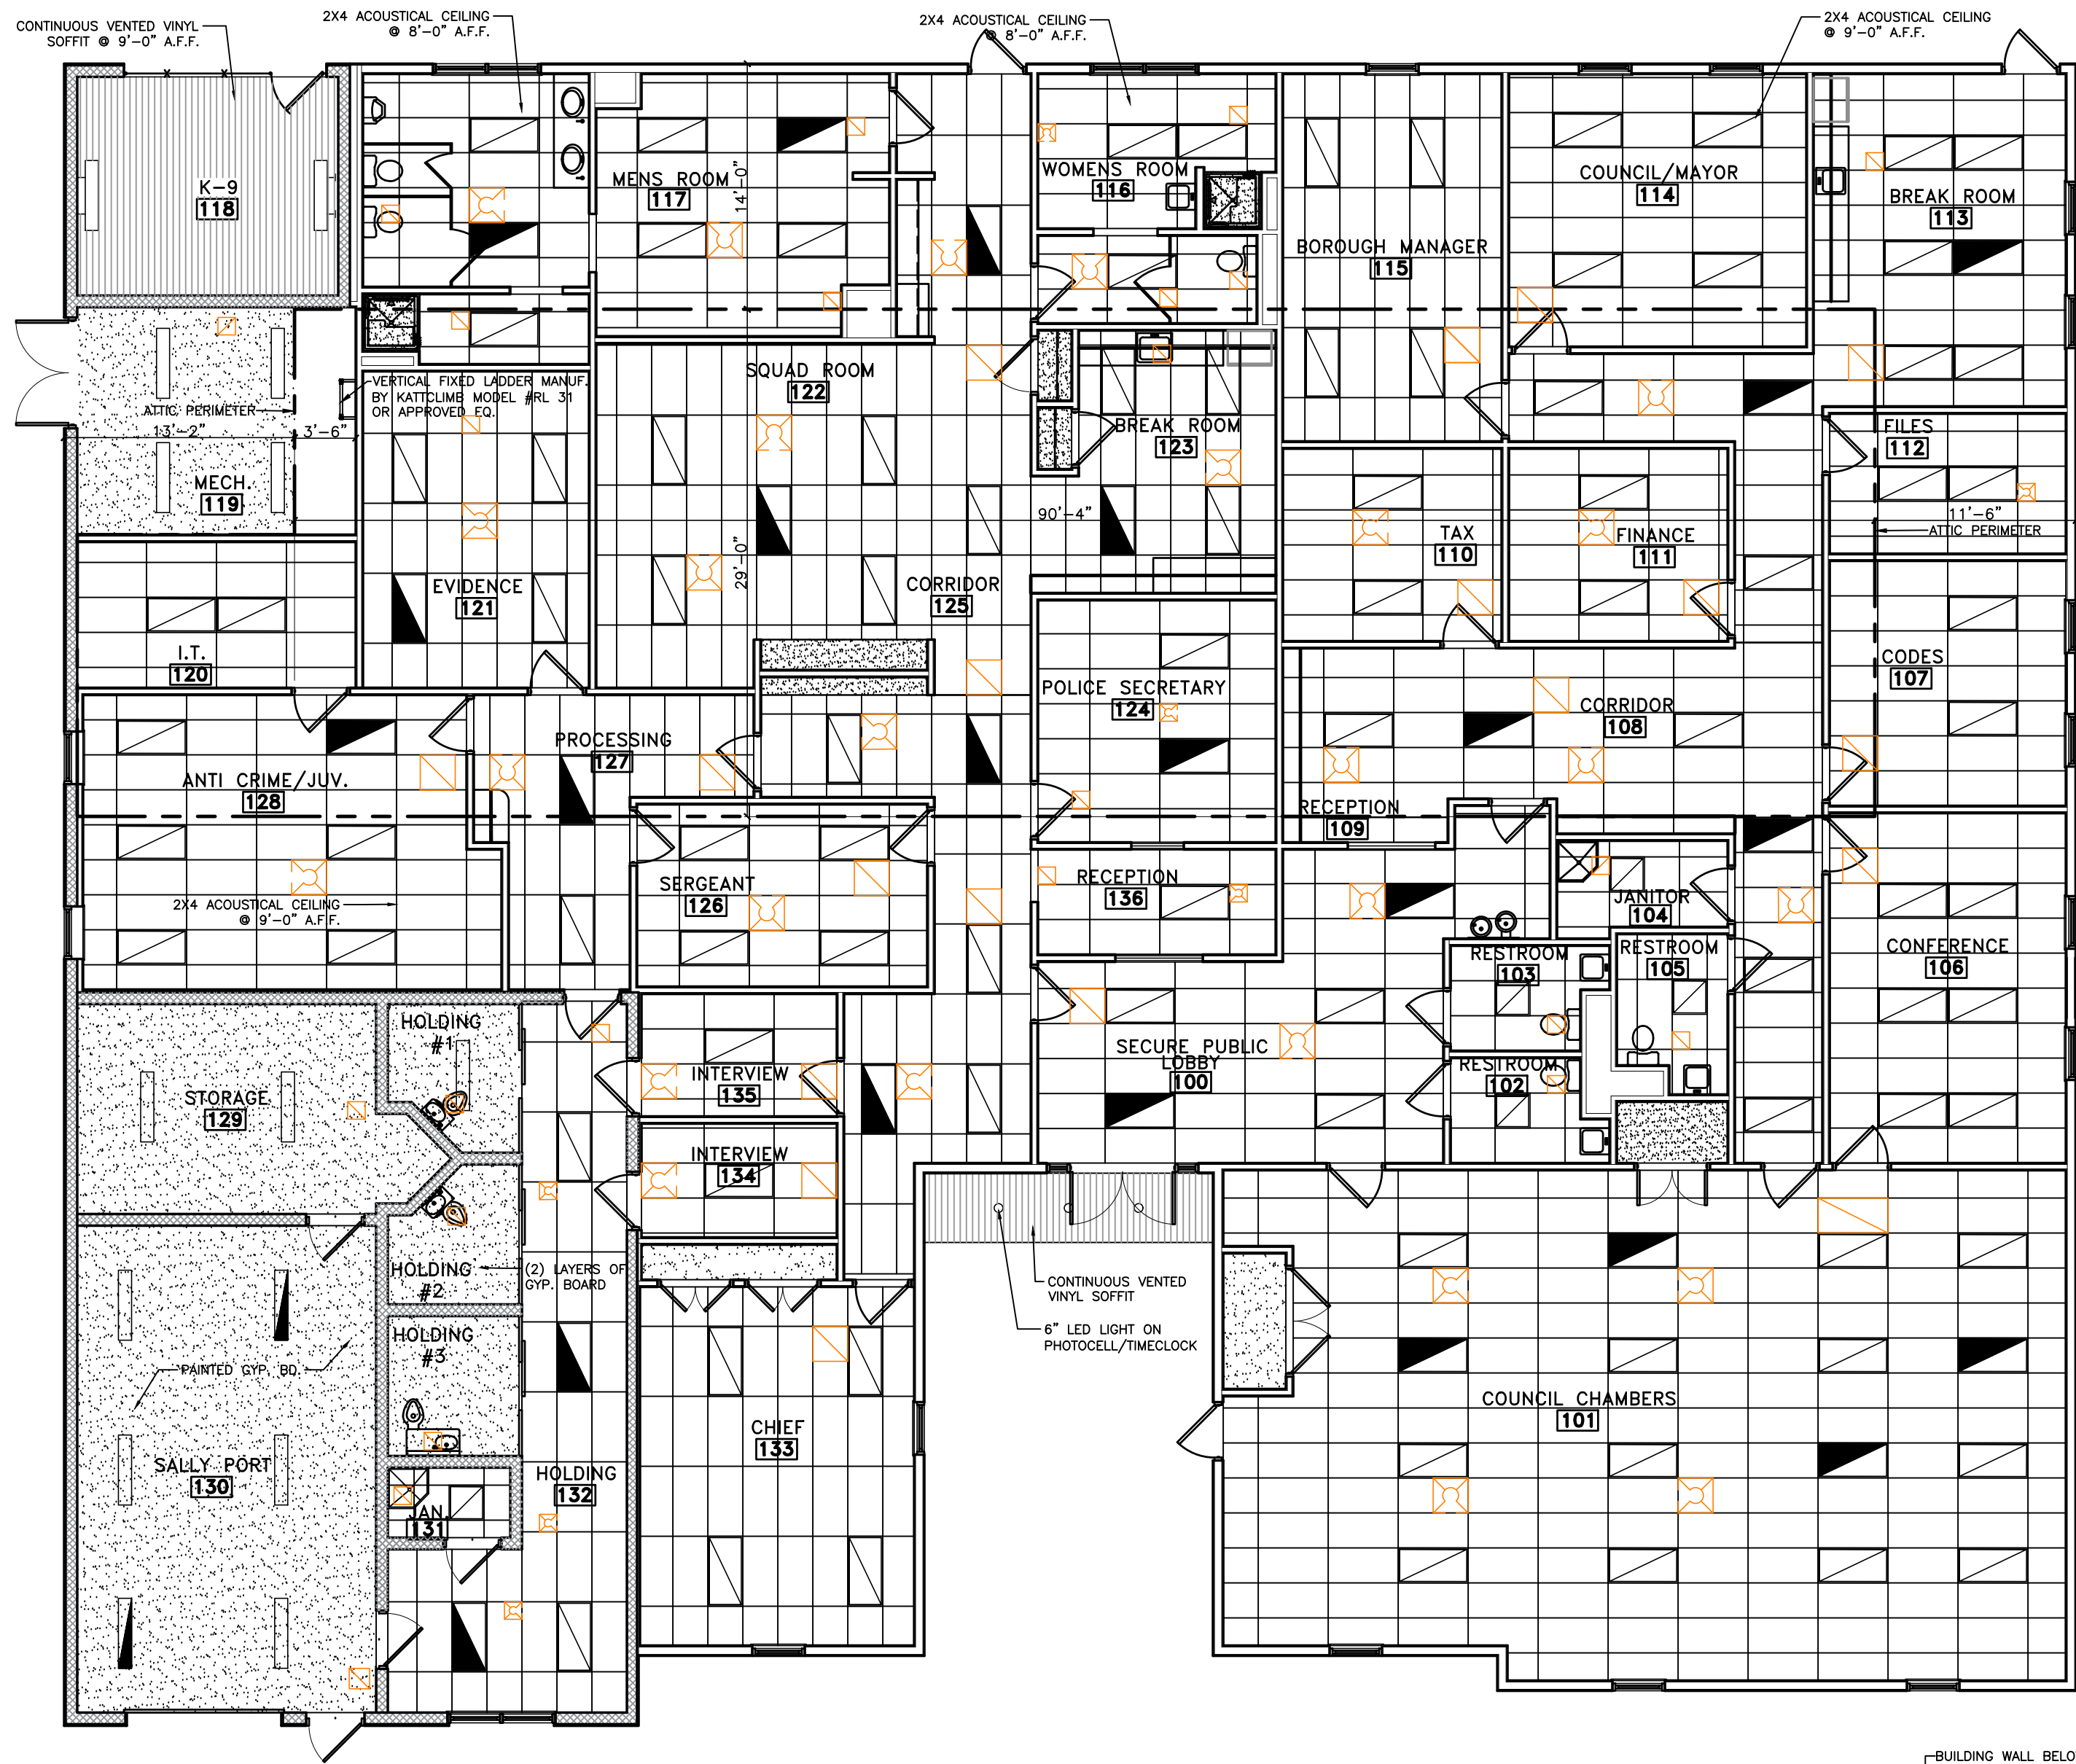 CONTINUOUS VENTED VINYL
SOFFIT @ 9'-0" A.F.F.
2X4 ACOUSTICAL CEILING
@ 8'-0" A.F.F.
2X4 ACOUSTICAL CEILING
@ 8'-0" A.F.F.
2X4 ACOUSTICAL CEILING
@ 9'-0" A.F.F.
K-9
118
MENS ROOM
117
14'-0"
WOMENS ROOM
116
BOROUGH MANAGER
115
COUNCIL/MAYOR
114
BREAK ROOM
113
VERTICAL FIXED LADDER MANUF.
BY KATTCLIMB MODEL #RL 31
OR APPROVED EQ.
ATTIC PERIMETER
13'-2"
3'-6"
MECH.
119
SQUAD ROOM
122
BREAK ROOM
123
FILES
112
90'-4"
11'-6"
ATTIC PERIMETER
TAX
110
FINANCE
111
29'-0"
EVIDENCE
121
CORRIDOR
125
I.T.
120
CODES
107
POLICE SECRETARY
124
CORRIDOR
108
PROCESSING
127
ANTI CRIME/JUV.
128
RECEPTION
109
2X4 ACOUSTICAL CEILING
@ 9'-0" A.F.F.
SERGEANT
126
RECEPTION
136
JANITOR
104
RESTROOM
103
RESTROOM
105
CONFERENCE
106
HOLDING
#1
STORAGE
129
INTERVIEW
135
SECURE PUBLIC
LOBBY
100
RESTROOM
102
INTERVIEW
134
HOLDING
#2
(2) LAYERS OF
GYP. BOARD
CONTINUOUS VENTED
VINYL SOFFIT
HOLDING
#3
6" LED LIGHT ON
PHOTOCELL/TIMECLOCK
PAINTED GYP. BD.
COUNCIL CHAMBERS
101
CHIEF
133
SALLY PORT
130
HOLDING
132
JAN.
131
BUILDING WALL BELO